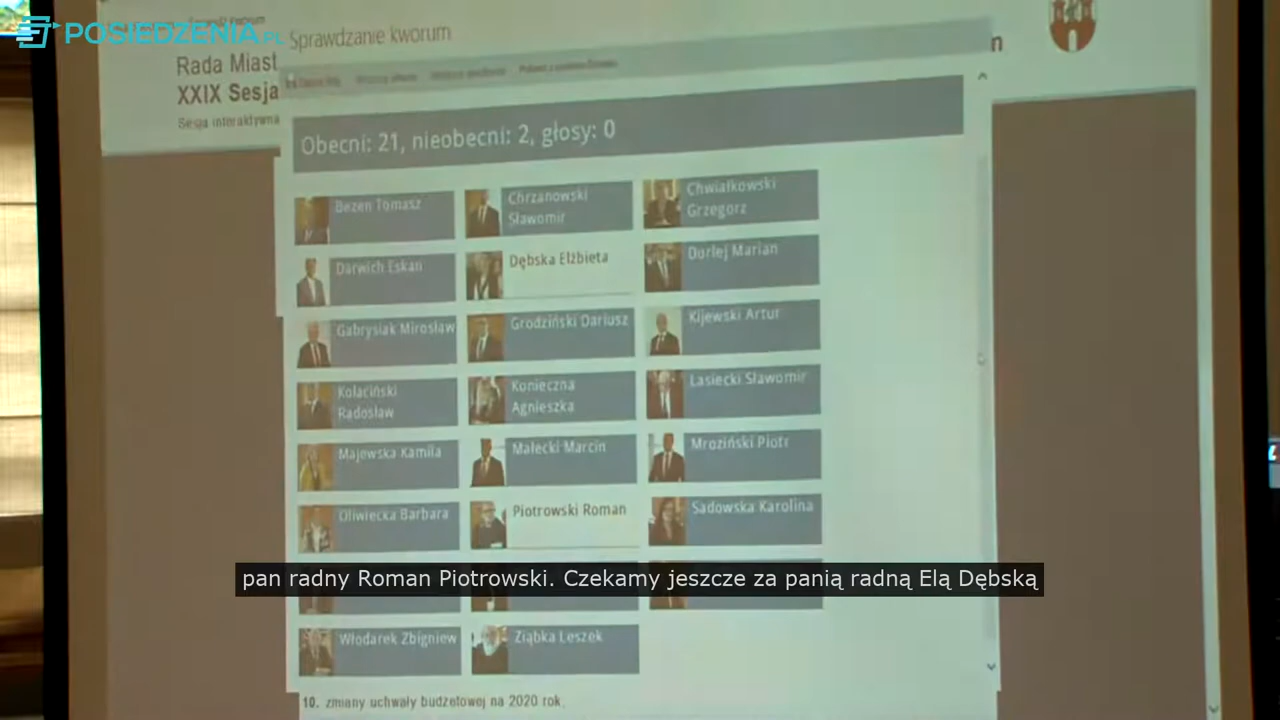 POSIEDZENIA.PL
Sprawdzanie kworum
Rada Miast
XXIX Sesja
Sesja interaktywna
Obecni: 21, nieobecni: 2, głosy: 0
Bezen Tomasz
Chrzanowski
Sławomir
Chwiałkowski
Grzegorz
Darwich Eskan
Dębska Elżbieta
Dorlej Marian
Gabrysiak Mirosław
Grodziński Dariusz
Kijewski Artur
Kołaciński
Radosław
Konieczna
Agnieszka
Lasiecki Sławomir
Majewska Kamila
Małecki Marcin
Mroziński Piotr
Oliwiecka Barbara
Piotrowski Roman
Sadowska Karolina
pan radny Roman Piotrowski. Czekamy jeszcze za panią radną Elą Dębską
Włodarek Zbigniew
Ziąbka Leszek
10. zmiany uchwały budżetowej na 2020 rok,